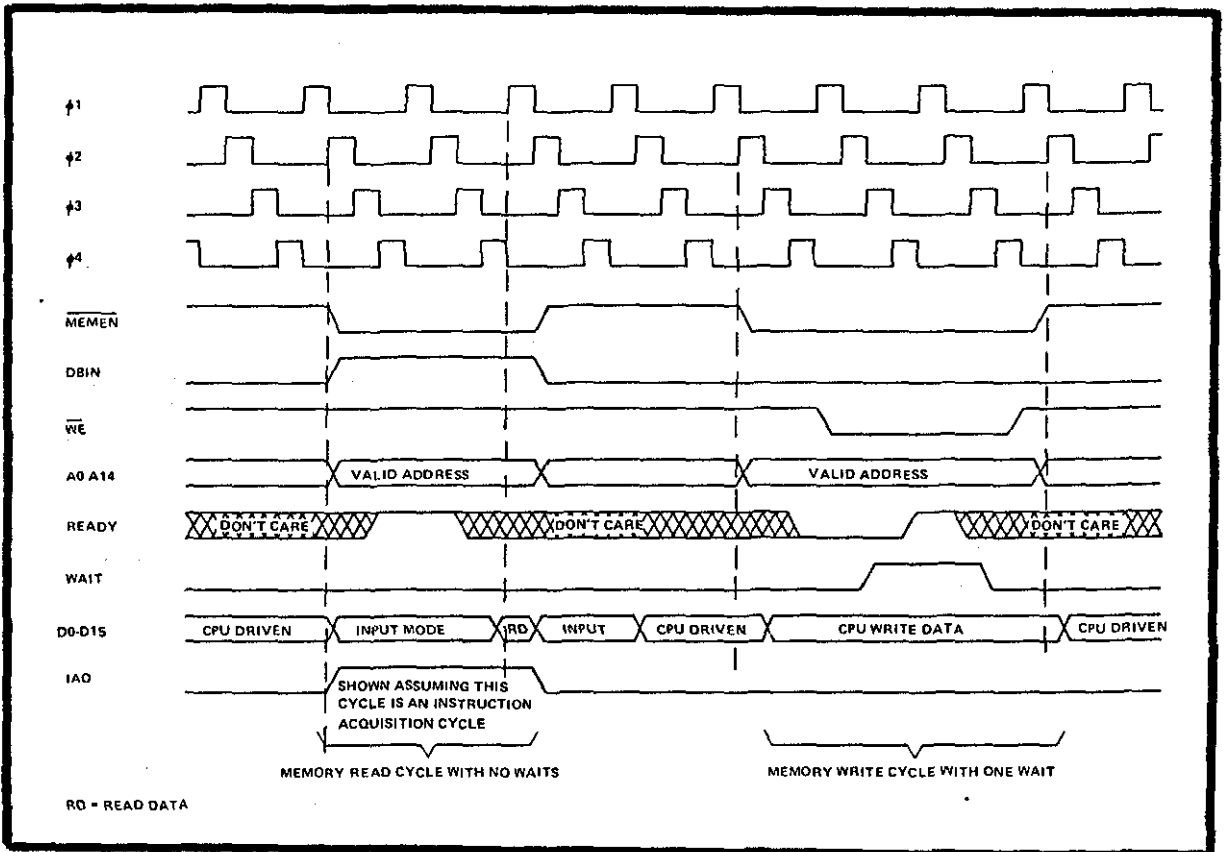 ϕ1
ϕ2
ϕ3
ϕ4
MEMEN
DBIN
WE
A0 A14 VALID ADDRESS VALID ADDRESS
READY DON'T CARE DON'T CARE DON'T CARE
WAIT
D0-D15 CPU DRIVEN INPUT MODE RD INPUT CPU DRIVEN CPU WRITE DATA CPU DRIVEN
IAQ
SHOWN ASSUMING THIS
CYCLE IS AN INSTRUCTION
ACQUISITION CYCLE
MEMORY READ CYCLE WITH NO WAITS MEMORY WRITE CYCLE WITH ONE WAIT
RD = READ DATA